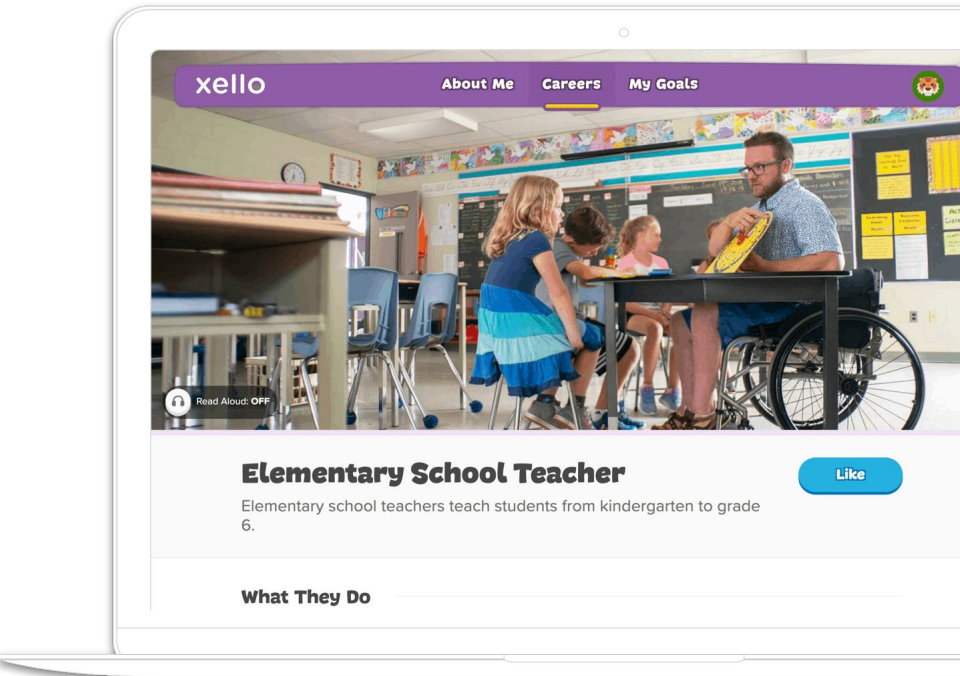 xello
About Me Careers My Goals
Read Aloud: OFF
Elementary School Teacher
Like
Elementary school teachers teach students from kindergarten to grade
6.
What They Do